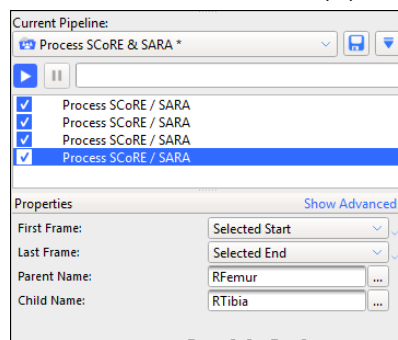 Current Pipeline:
Process SCoRE & SARA *
Process SCoRE / SARA
Process SCoRE / SARA
Process SCoRE / SARA
Process SCoRE / SARA
Properties Show Advanced
First Frame: Selected Start
Last Frame: Selected End
Parent Name: RFemur ...
Child Name: RTibia ...